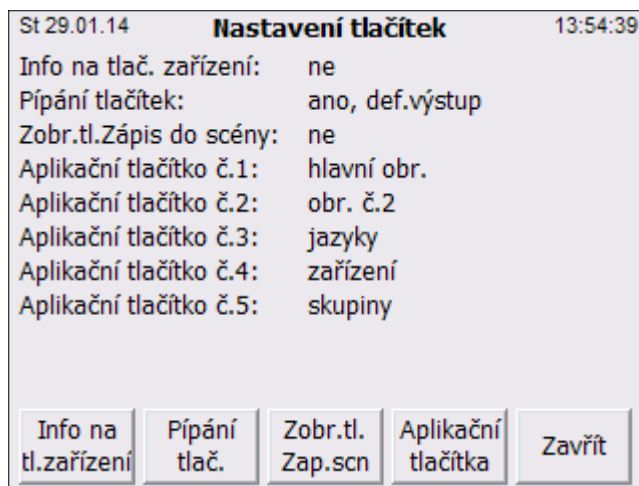 St 29.01.14 Nastavení tlačítek 13:54:39
Info na tlač. zařízení: ne
Pípání tlačítek: ano, def.výstup
Zobr.tl.Zápis do scény: ne
Aplikační tlačítko č.1: hlavní obr.
Aplikační tlačítko č.2: obr. č.2
Aplikační tlačítko č.3: jazyky
Aplikační tlačítko č.4: zařízení
Aplikační tlačítko č.5: skupiny
Info na
tl.zařízení
Pípání
tlač.
Zobr.tl.
Zap.scn
Aplikační
tlačítka
Zavřít